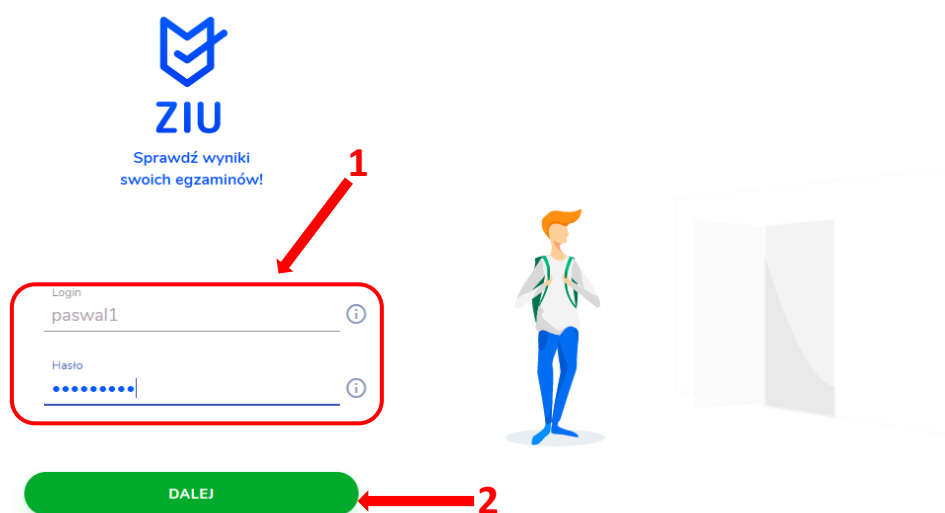 ZIU
Sprawdź wyniki
swoich egzaminów!
1
Login
paswal1
Hasło
DALEJ
2